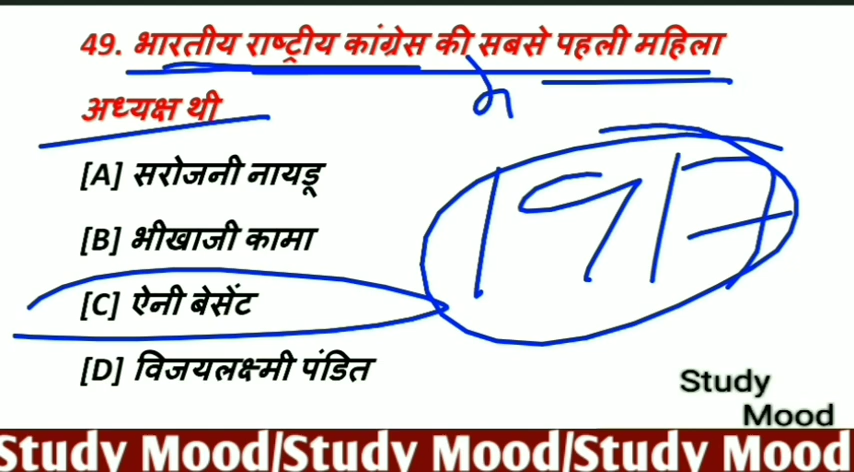 49. भारतीय राष्ट्रीय कांग्रेस की सबसे पहली महिला
अध्यक्ष थी
[A] सरोजनी नायडू
[B] भीखाजी कामा
[C] ऐनी बेसेंट
[D] विजयलक्ष्मी पंडित
1917
Study
Mood
Study Mood/Study Mood/Study Mood